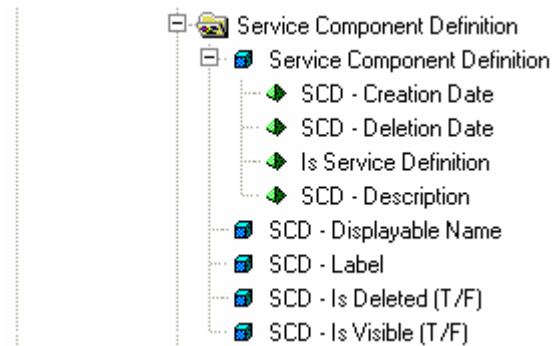 Service Component Definition
Service Component Definition
SCD - Creation Date
SCD - Deletion Date
Is Service Definition
SCD - Description
SCD - Displayable Name
SCD - Label
SCD - Is Deleted (T/F)
SCD - Is Visible (T/F)